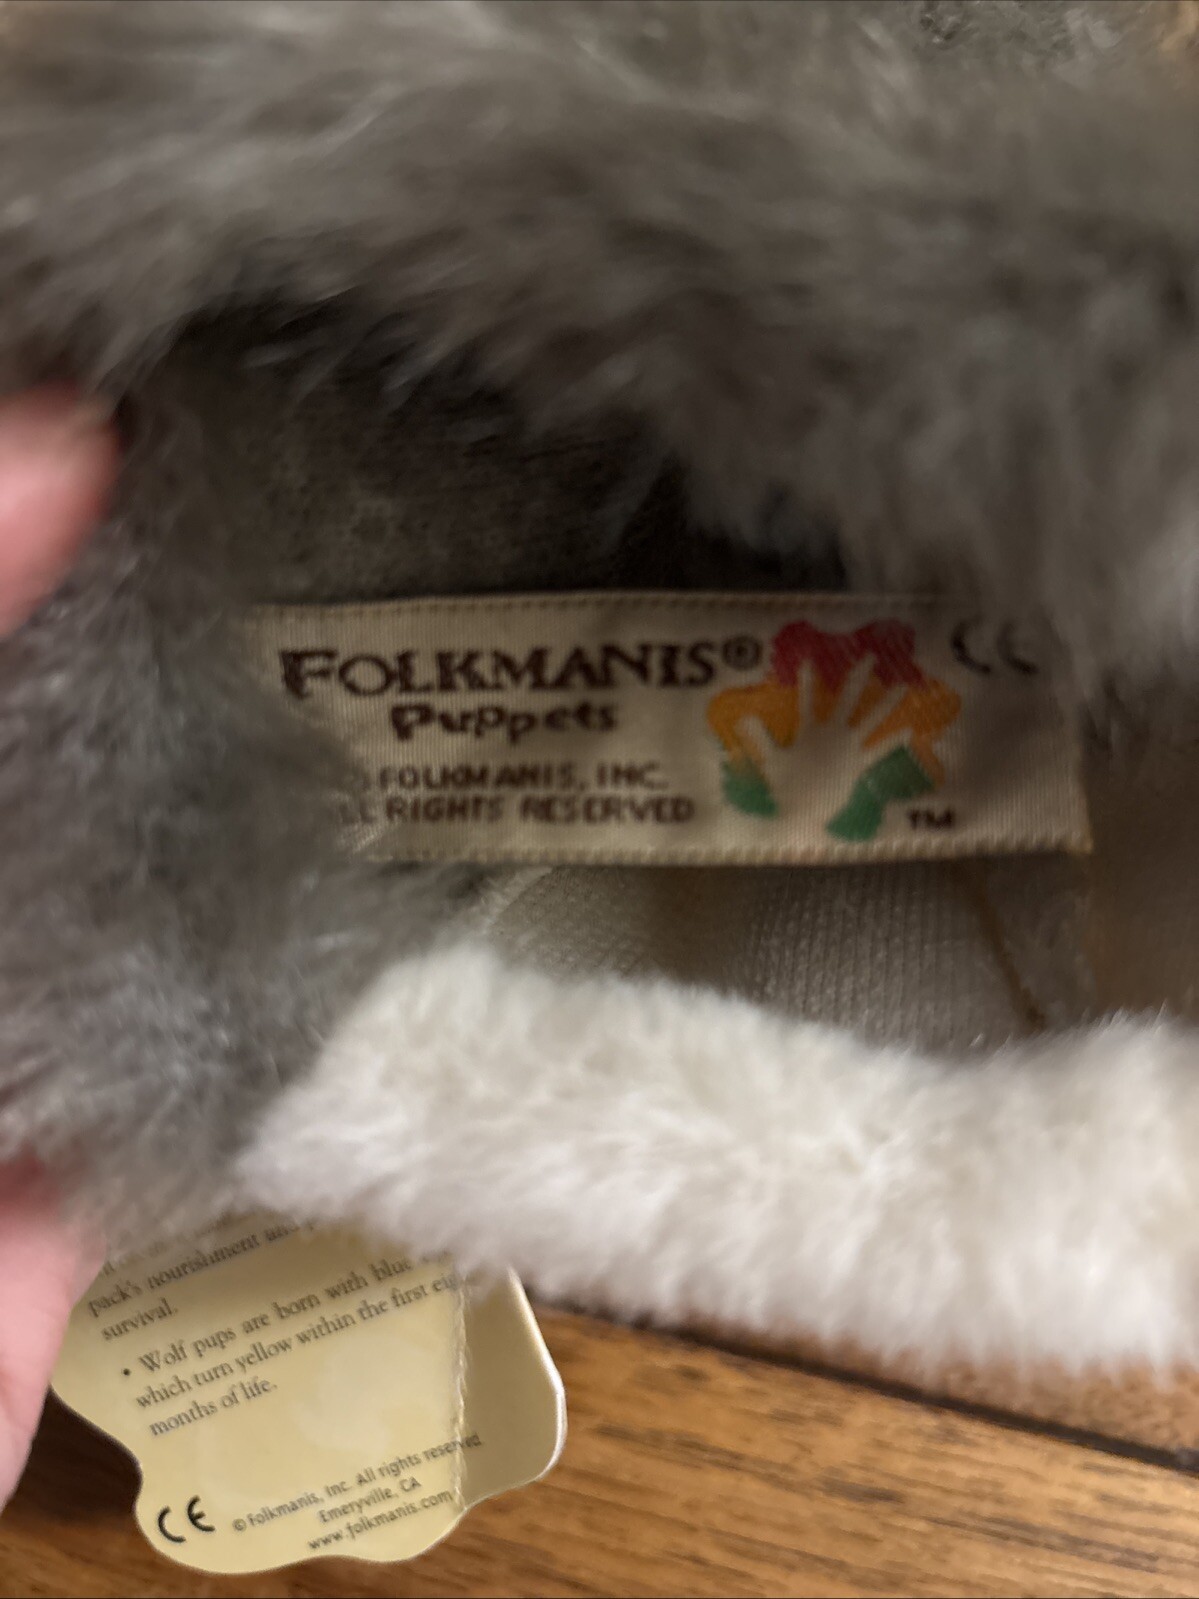 FOLKMANIS® CE
Puppets
FOLKMANIS, INC.
RIGHTS RESERVED
TM
pack's nourishment
survival.
• Wolf pups are born with blue
which turn yellow within the first
months of life.
CE © Folkmanis, Inc. All rights reserved
Emeryville, CA
www.folkmanis.com